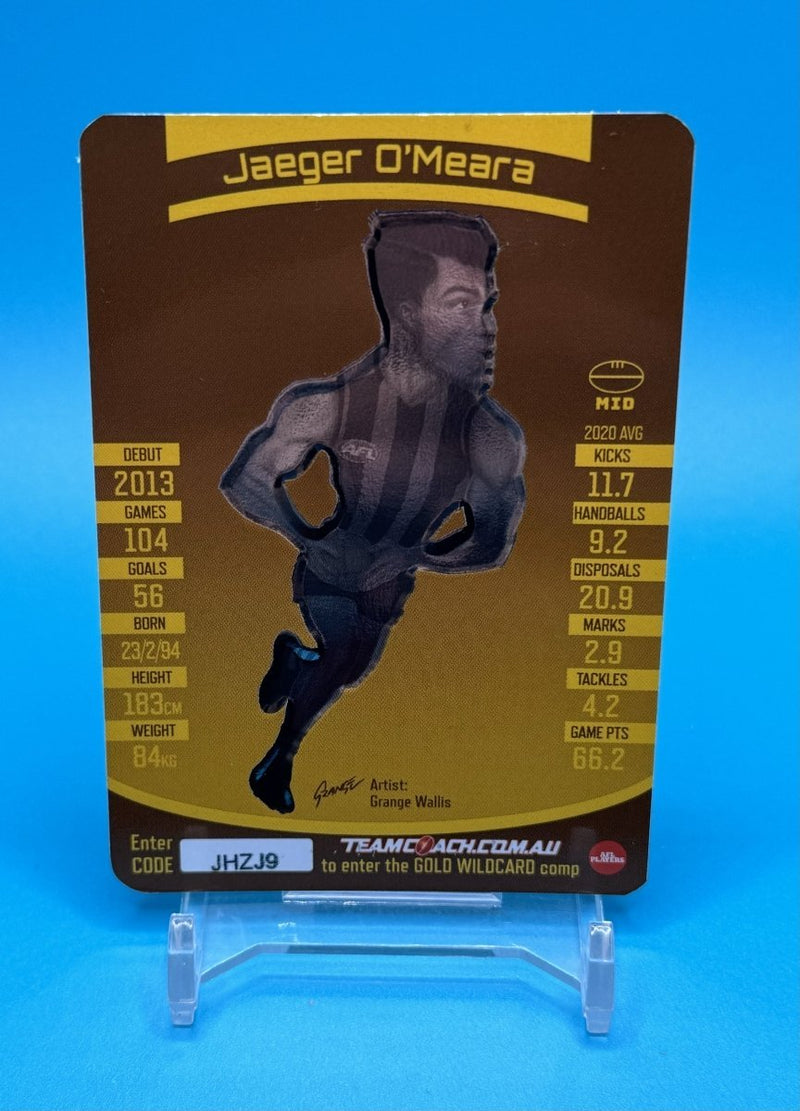 Jaeger O'Meara
AFL
DEBUT
2013
GAMES
104
GOALS
56
BORN
23/2/94
HEIGHT
183CM
WEIGHT
84KG
MID
2020 AVG
KICKS
11.7
HANDBALLS
9.2
DISPOSALS
20.9
MARKS
2.9
TACKLES
4.2
GAME PTS
66.2
GRANGE
Artist:
Grange Wallis
Enter
CODE
JHZJ9
TEAMCOACH.COM.AU
to enter the GOLD WILDCARD comp
AFL
PLAYERS